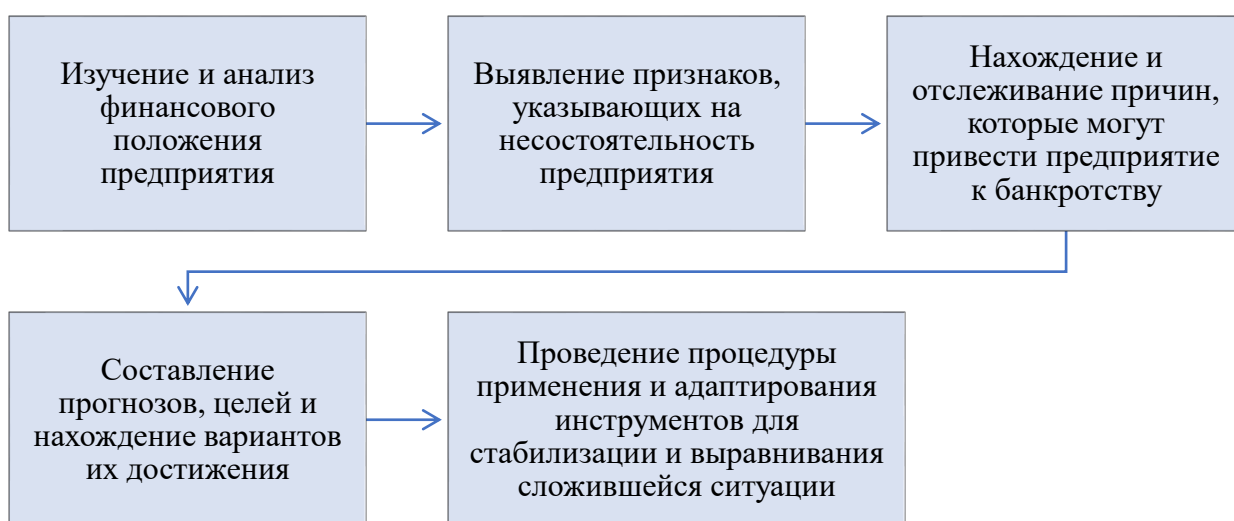 Изучение и анализ
финансового
положения
предприятия
Выявление признаков,
указывающих на
несостоятельность
предприятия
Нахождение и
отслеживание причин,
которые могут
привести предприятие
к банкротству
Составление
прогнозов, целей и
нахождение вариантов
их достижения
Проведение процедуры
применения и адаптирования
инструментов для
стабилизации и выравнивания
сложившейся ситуации